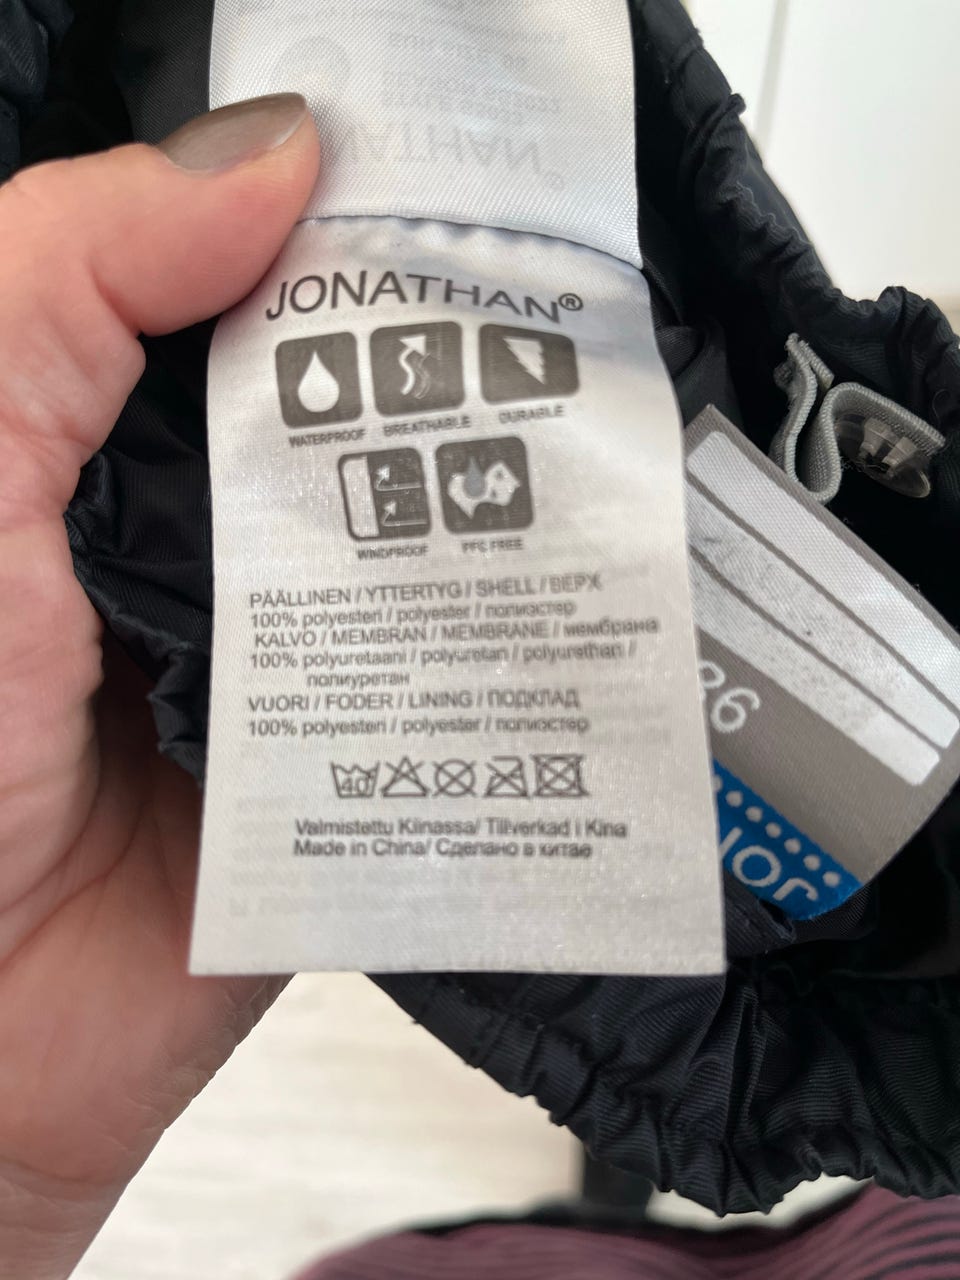 JONATHAN®
WATERPROOF BREATHABLE DURABLE
WINDPROOF PFC FREE
PÄÄLLINEN / YTTERTYG / SHELL / ВЕРХ
100% polyesteri / polyester / полиэстер
KALVO / MEMBRAN / MEMBRANE / мембрана
100% polyuretaani / polyuretan / polyurethan /
полиуретан
VUORI / FODER / LINING / ПОДКЛАД
100% polyesteri / polyester / полиэстер
40
Valmistettu Kiinassa/ Tillverkad i Kina
Made in China/ Сделано в китае
86
JO